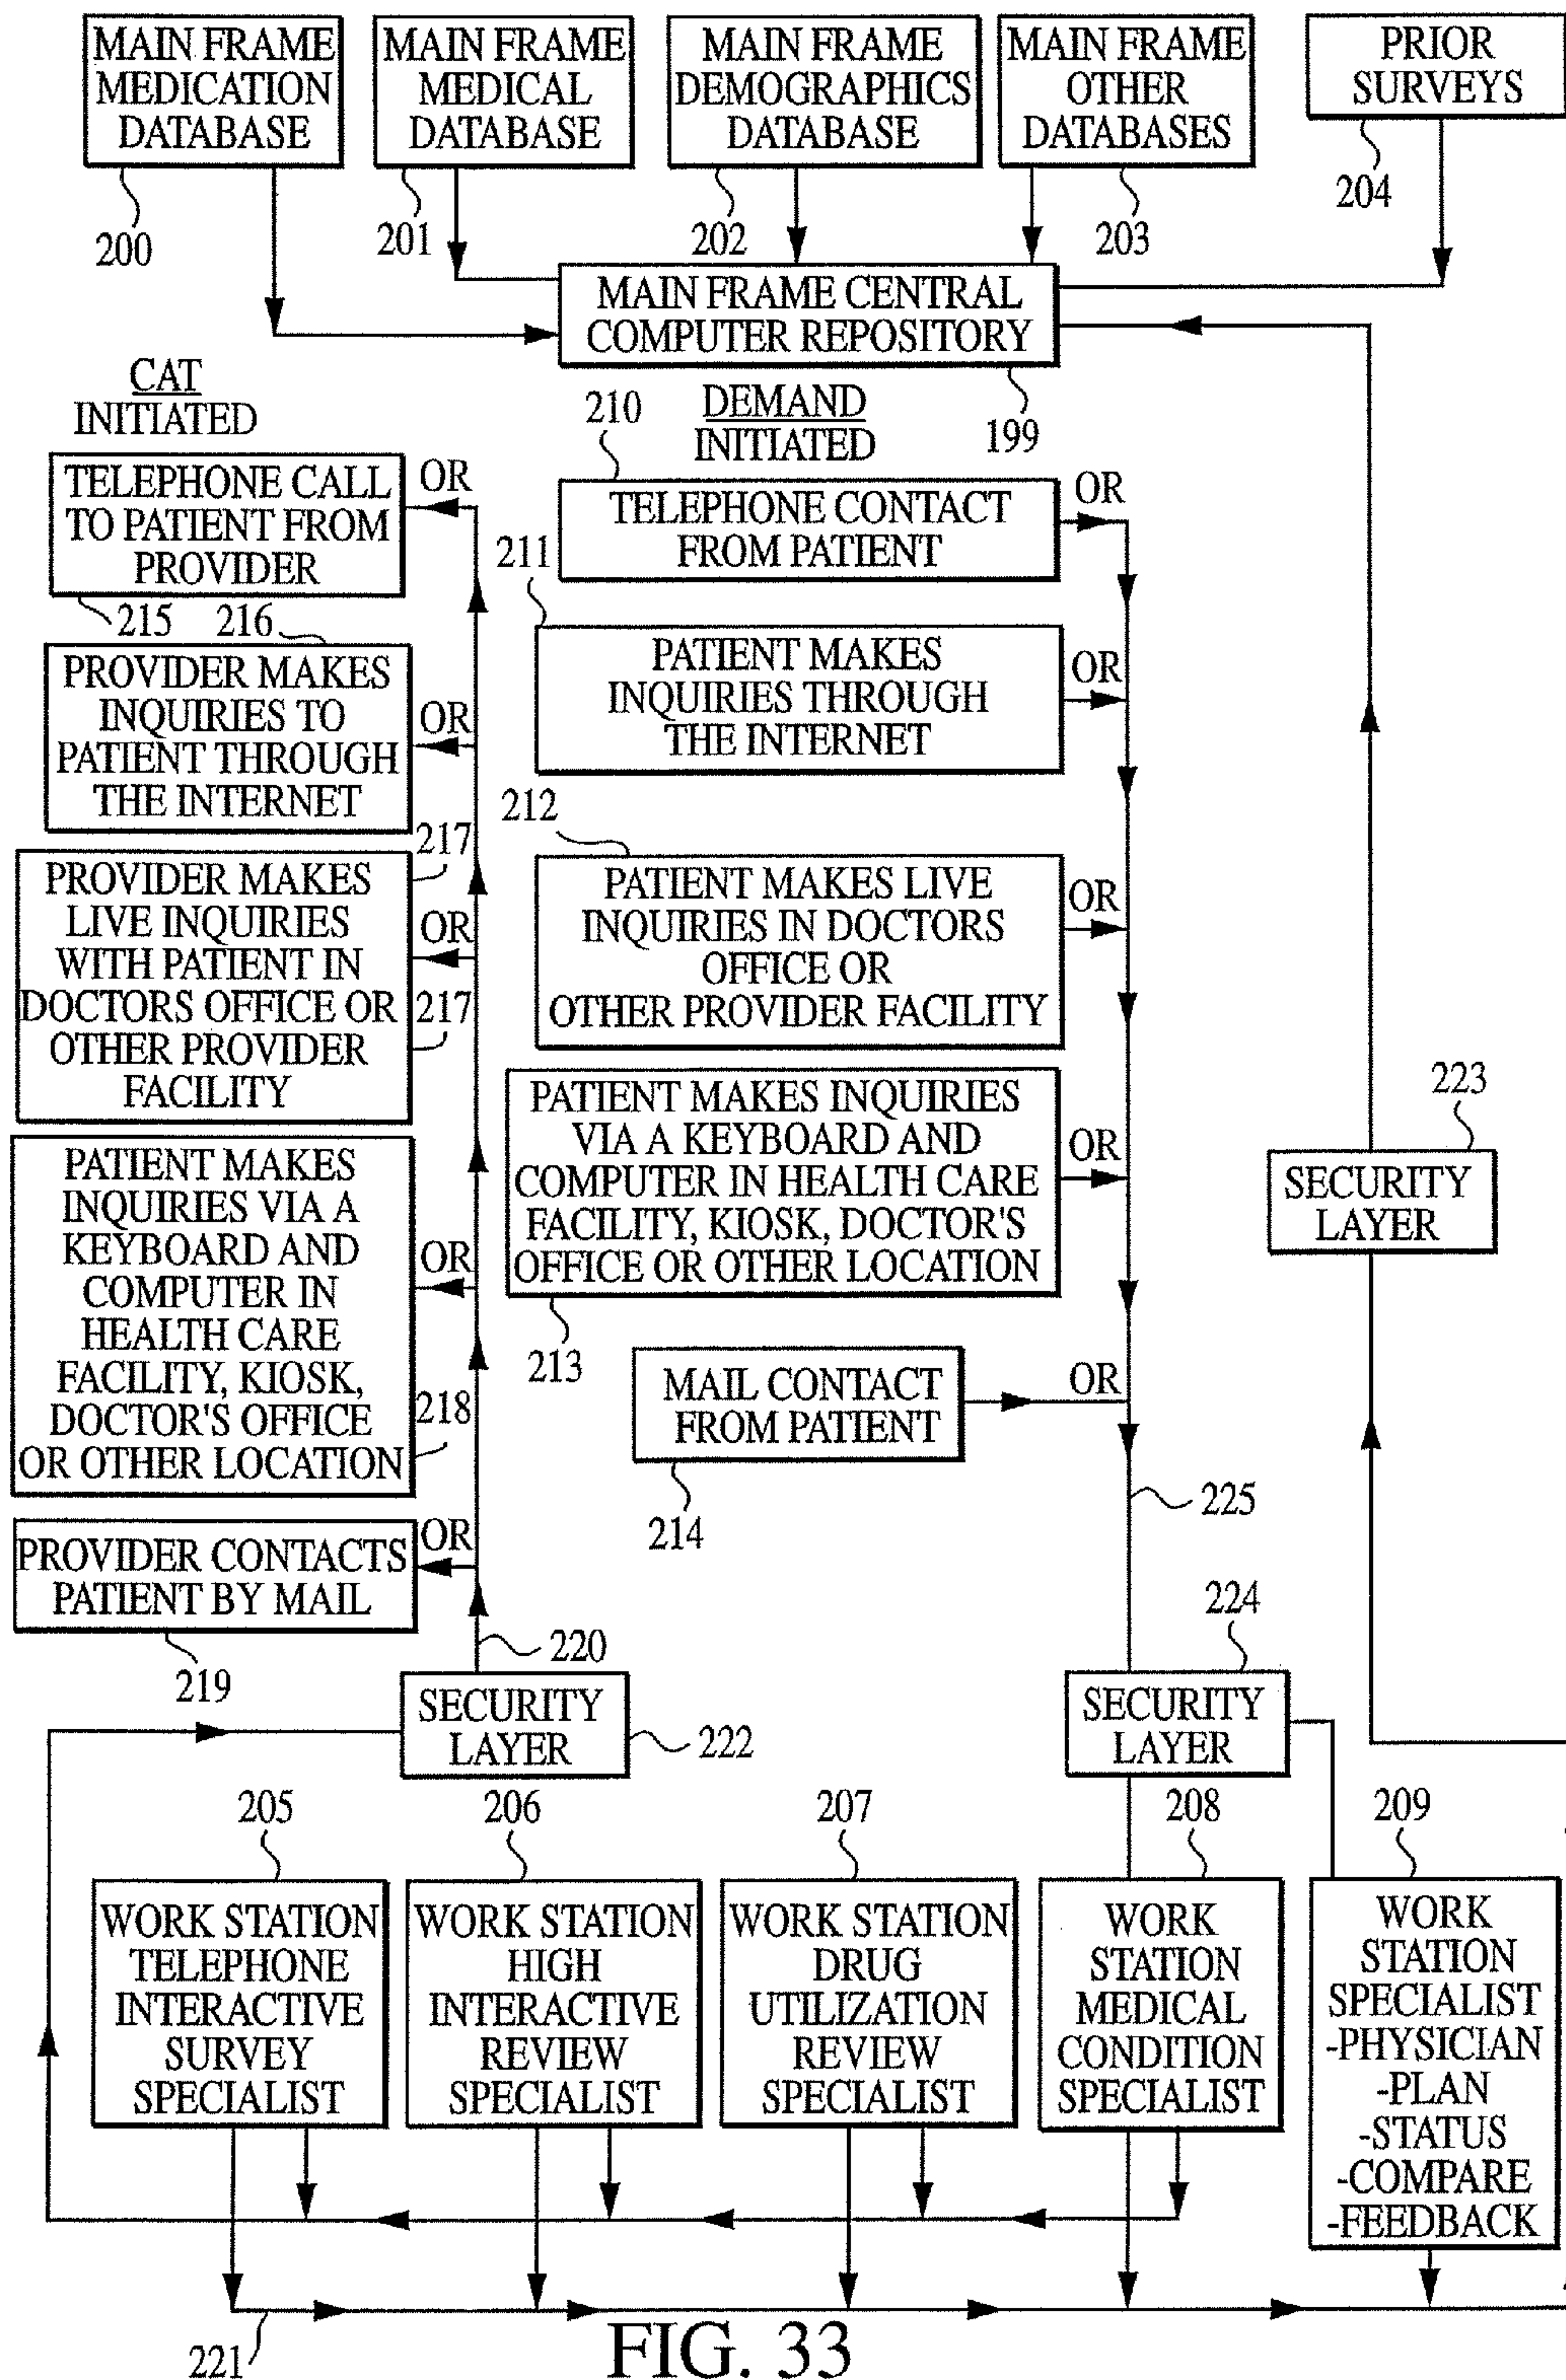 MAIN FRAME
MEDICATION
DATABASE
MAIN FRAME
MEDICAL
DATABASE
MAIN FRAME
DEMOGRAPHICS
DATABASE
MAIN FRAME
OTHER
DATABASES
PRIOR
SURVEYS
200
201
202
203
204
MAIN FRAME CENTRAL
COMPUTER REPOSITORY
199
CAT
INITIATED
210
DEMAND
INITIATED
TELEPHONE CALL
TO PATIENT FROM
PROVIDER
OR
215
216
PROVIDER MAKES
INQUIRIES TO
PATIENT THROUGH
THE INTERNET
OR
217
PROVIDER MAKES
LIVE INQUIRIES
WITH PATIENT IN
DOCTORS OFFICE OR
OTHER PROVIDER
FACILITY
OR
217
PATIENT MAKES
INQUIRIES VIA A
KEYBOARD AND
COMPUTER IN
HEALTH CARE
FACILITY, KIOSK,
DOCTOR'S OFFICE
OR OTHER LOCATION
OR
218
PROVIDER CONTACTS
PATIENT BY MAIL
OR
219
220
TELEPHONE CONTACT
FROM PATIENT
OR
211
PATIENT MAKES
INQUIRIES THROUGH
THE INTERNET
OR
212
PATIENT MAKES LIVE
INQUIRIES IN DOCTORS
OFFICE OR
OTHER PROVIDER FACILITY
OR
PATIENT MAKES INQUIRIES
VIA A KEYBOARD AND
COMPUTER IN HEALTH CARE
FACILITY, KIOSK, DOCTOR'S
OFFICE OR OTHER LOCATION
OR
213
MAIL CONTACT
FROM PATIENT
OR
214
225
223
SECURITY
LAYER
224
SECURITY
LAYER
222
SECURITY
LAYER
205
206
207
208
209
WORK STATION
TELEPHONE
INTERACTIVE
SURVEY
SPECIALIST
WORK STATION
HIGH
INTERACTIVE
REVIEW
SPECIALIST
WORK STATION
DRUG
UTILIZATION
REVIEW
SPECIALIST
WORK
STATION
MEDICAL
CONDITION
SPECIALIST
WORK
STATION
SPECIALIST
-PHYSICIAN
-PLAN
-STATUS
-COMPARE
-FEEDBACK
221
FIG. 33